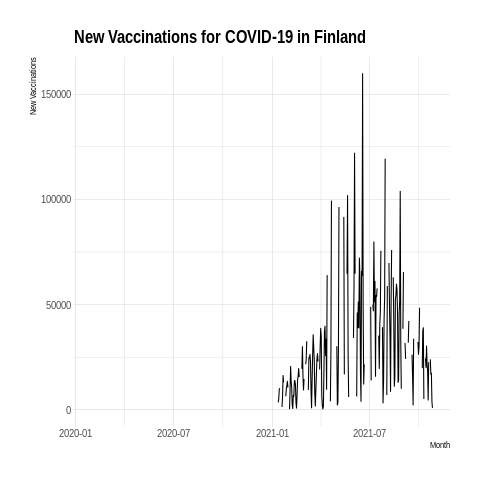 New Vaccinations for COVID-19 in Finland
New Vaccinations
150000
100000
50000
0
2020-01 2020-07 2021-01 2021-07
Month